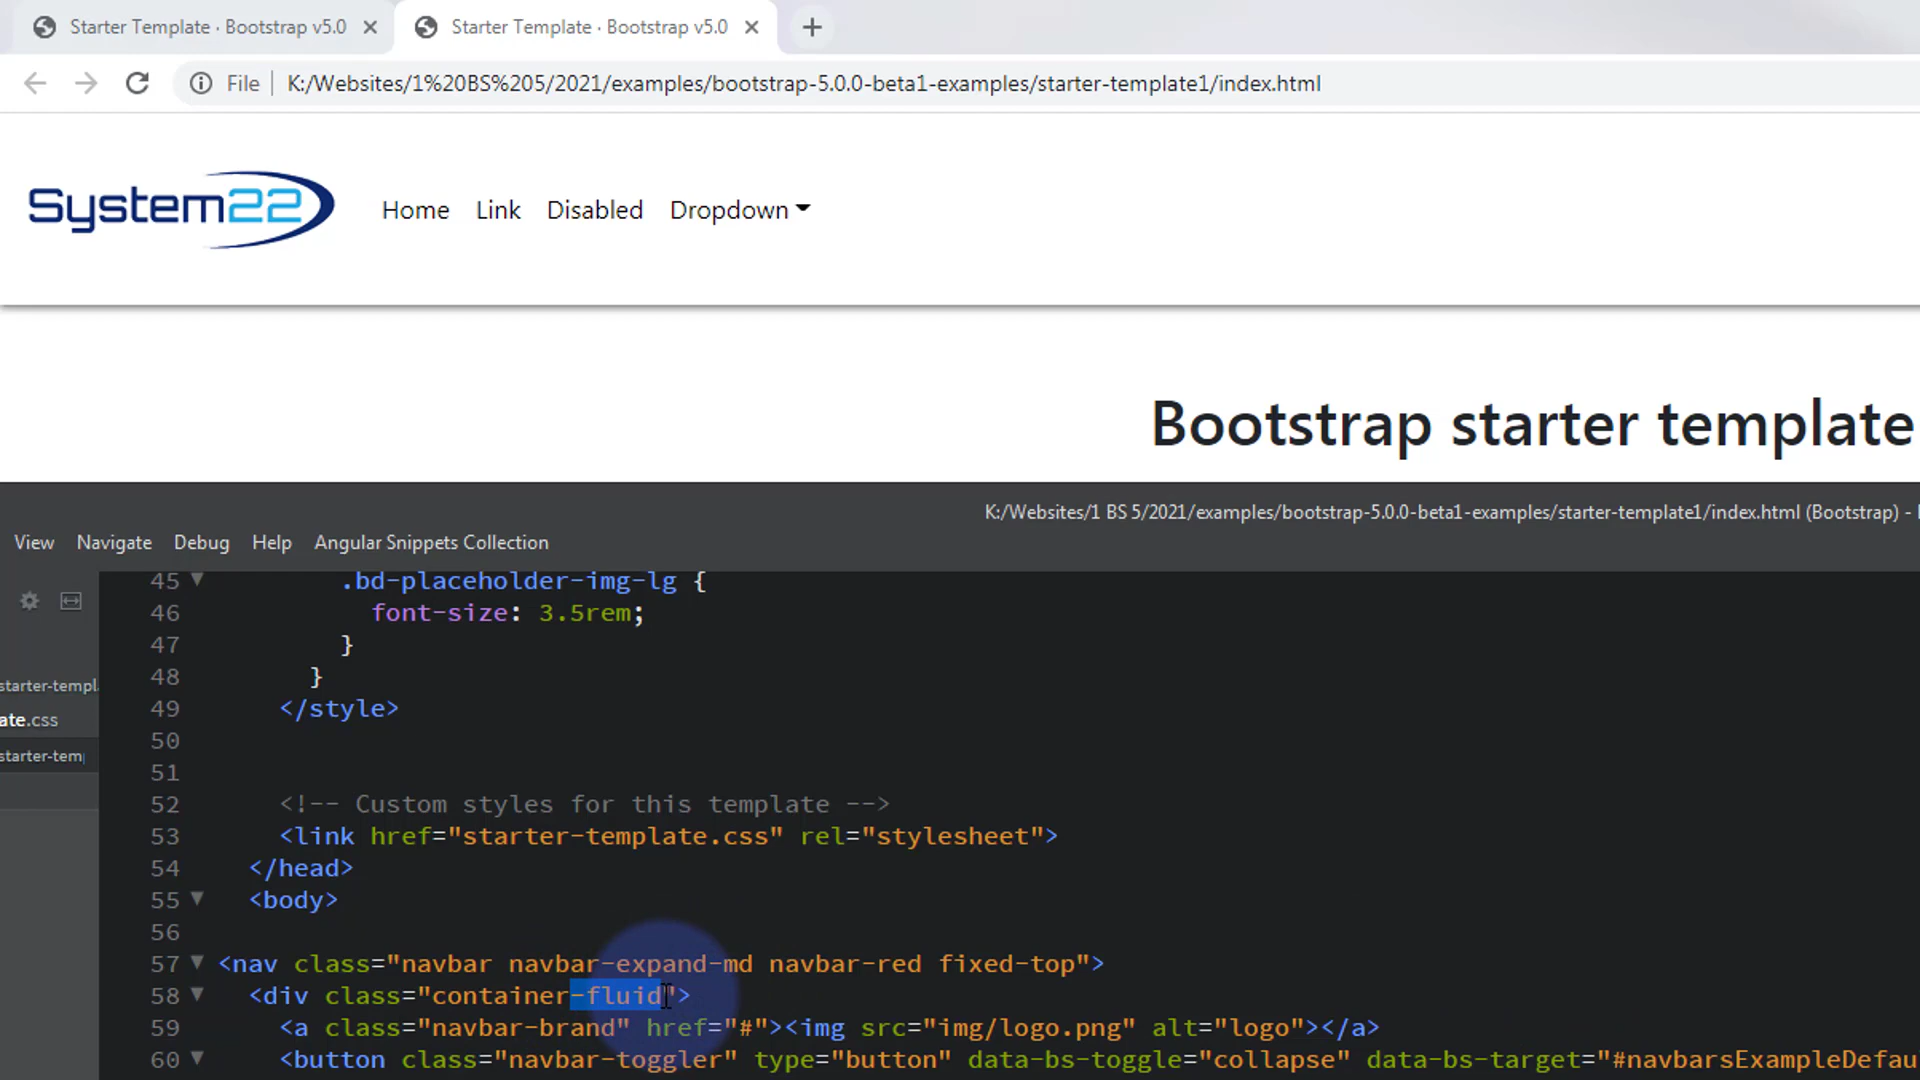 Starter Template · Bootstrap v5.0
Starter Template · Bootstrap v5.0
File
K:/Websites/1%20BS%205/2021/examples/bootstrap-5.0.0-beta1-examples/starter-template1/index.html
System22
Home Link Disabled Dropdown
Bootstrap starter template
K:/Websites/1 BS 5/2021/examples/bootstrap-5.0.0-beta1-examples/starter-template1/index.html (Bootstrap) -
View Navigate Debug Help Angular Snippets Collection
starter-templ
ate.css
starter-tem
45 .bd-placeholder-img-lg {
46 font-size: 3.5rem;
47 }
48 }
49 </style>
50
51
52 <!-- Custom styles for this template -->
53 <link href="starter-template.css" rel="stylesheet">
54 </head>
55 <body>
56
57 <nav class="navbar navbar-expand-md navbar-red fixed-top">
58 <div class="container-fluid">
59 <a class="navbar-brand" href="#"><img src="img/logo.png" alt="logo"></a>
60 <button class="navbar-toggler" type="button" data-bs-toggle="collapse" data-bs-target="#navbarsExampleDefau